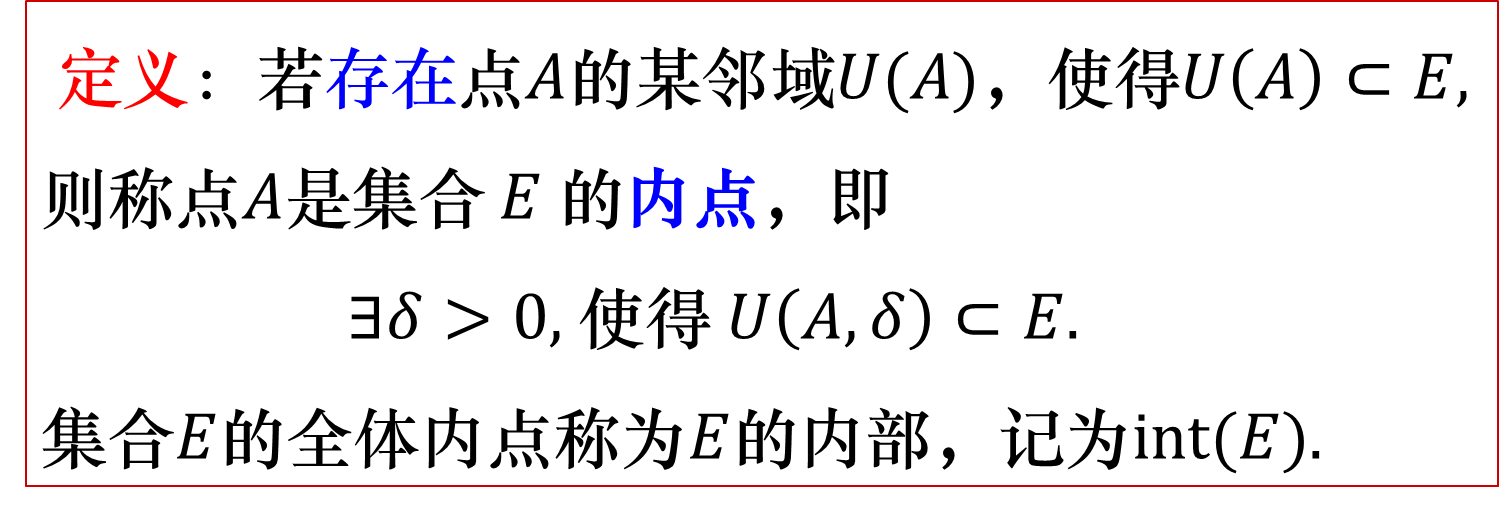 定义：若存在点A的某邻域U(A)，使得U(A) ⊂ E,
则称点A是集合 E 的内点，即
∃δ > 0, 使得 U(A, δ) ⊂ E.
集合E的全体内点称为E的内部，记为int(E).